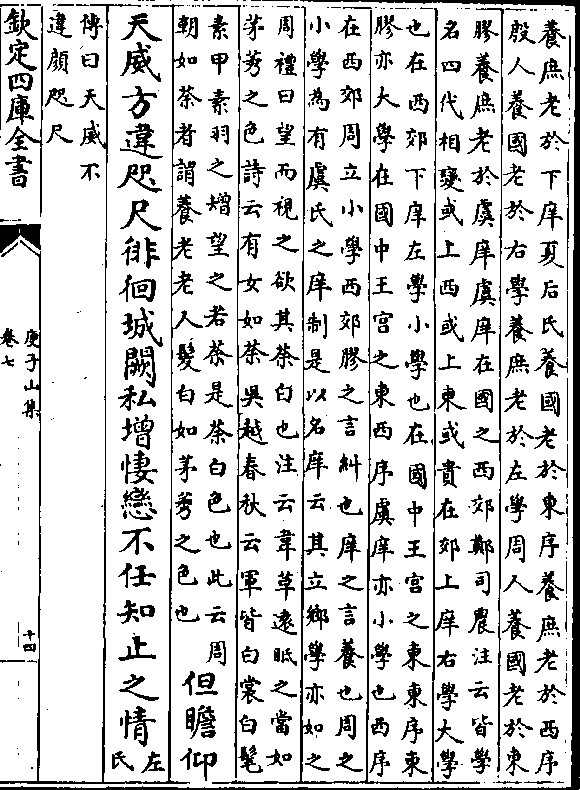 養庶老於下庠夏后氏養國老於東序養庶老於西序
殷人養國老於右學養庶老於左學周人養國老於東
膠養庶老於虞庠虞庠在國之西郊鄭司農注云皆學
名四代相變或上西或上東或貴在郊上庠右學大學
也在西郊下庠左學小學也在國中王宮之東東序東
膠亦大學在國中王宮之東西序虞庠亦小學也西序
在西郊周立小學西郊膠之言糾也庠之言養也周之
小學為有虞氏之庠制是以名庠云其立鄉學亦如之
周禮曰望而視之欲其荼白也注云韋草遠眡之當如
茅莠之色詩云有女如荼吳越春秋云軍皆白裳白髦
素甲素羽之矰望之若荼是荼白色也此云周
朝如荼者謂養老老人髮白如茅莠之色也
但瞻仰
天威方違咫尺徘徊城闕私增悽戀不任知止之情
左氏
傳曰天威不
違顏咫尺
欽定四庫全書
庾子山集
卷七
十四